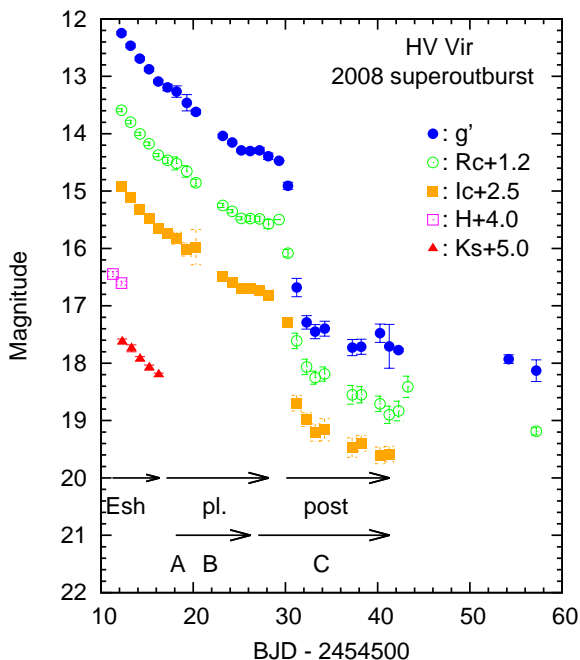 HV Vir
2008 superoutburst
: g'
: Rc+1.2
: Ic+2.5
: H+4.0
: Ks+5.0
Magnitude
12
13
14
15
16
17
18
19
20
21
22
Esh pl. post
A B C
10 20 30 40 50 60
BJD - 2454500